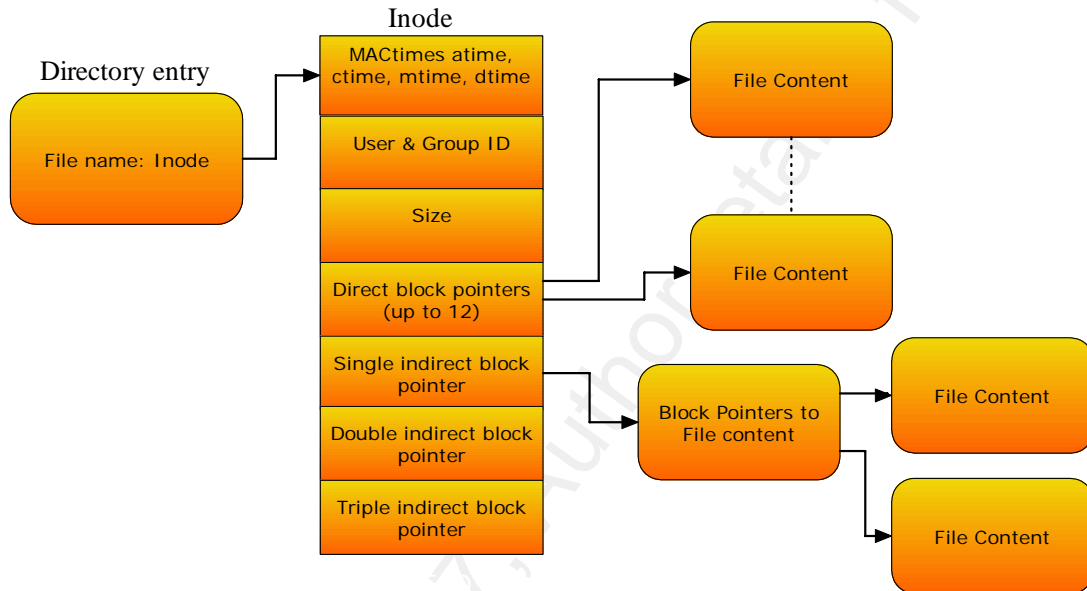 Inode
Directory entry
File name: Inode
MACtimes atime,
ctime, mtime, dtime
User & Group ID
Size
Direct block pointers
(up to 12)
Single indirect block
pointer
Double indirect block
pointer
Triple indirect block
pointer
File Content
File Content
Block Pointers to
File content
File Content
File Content